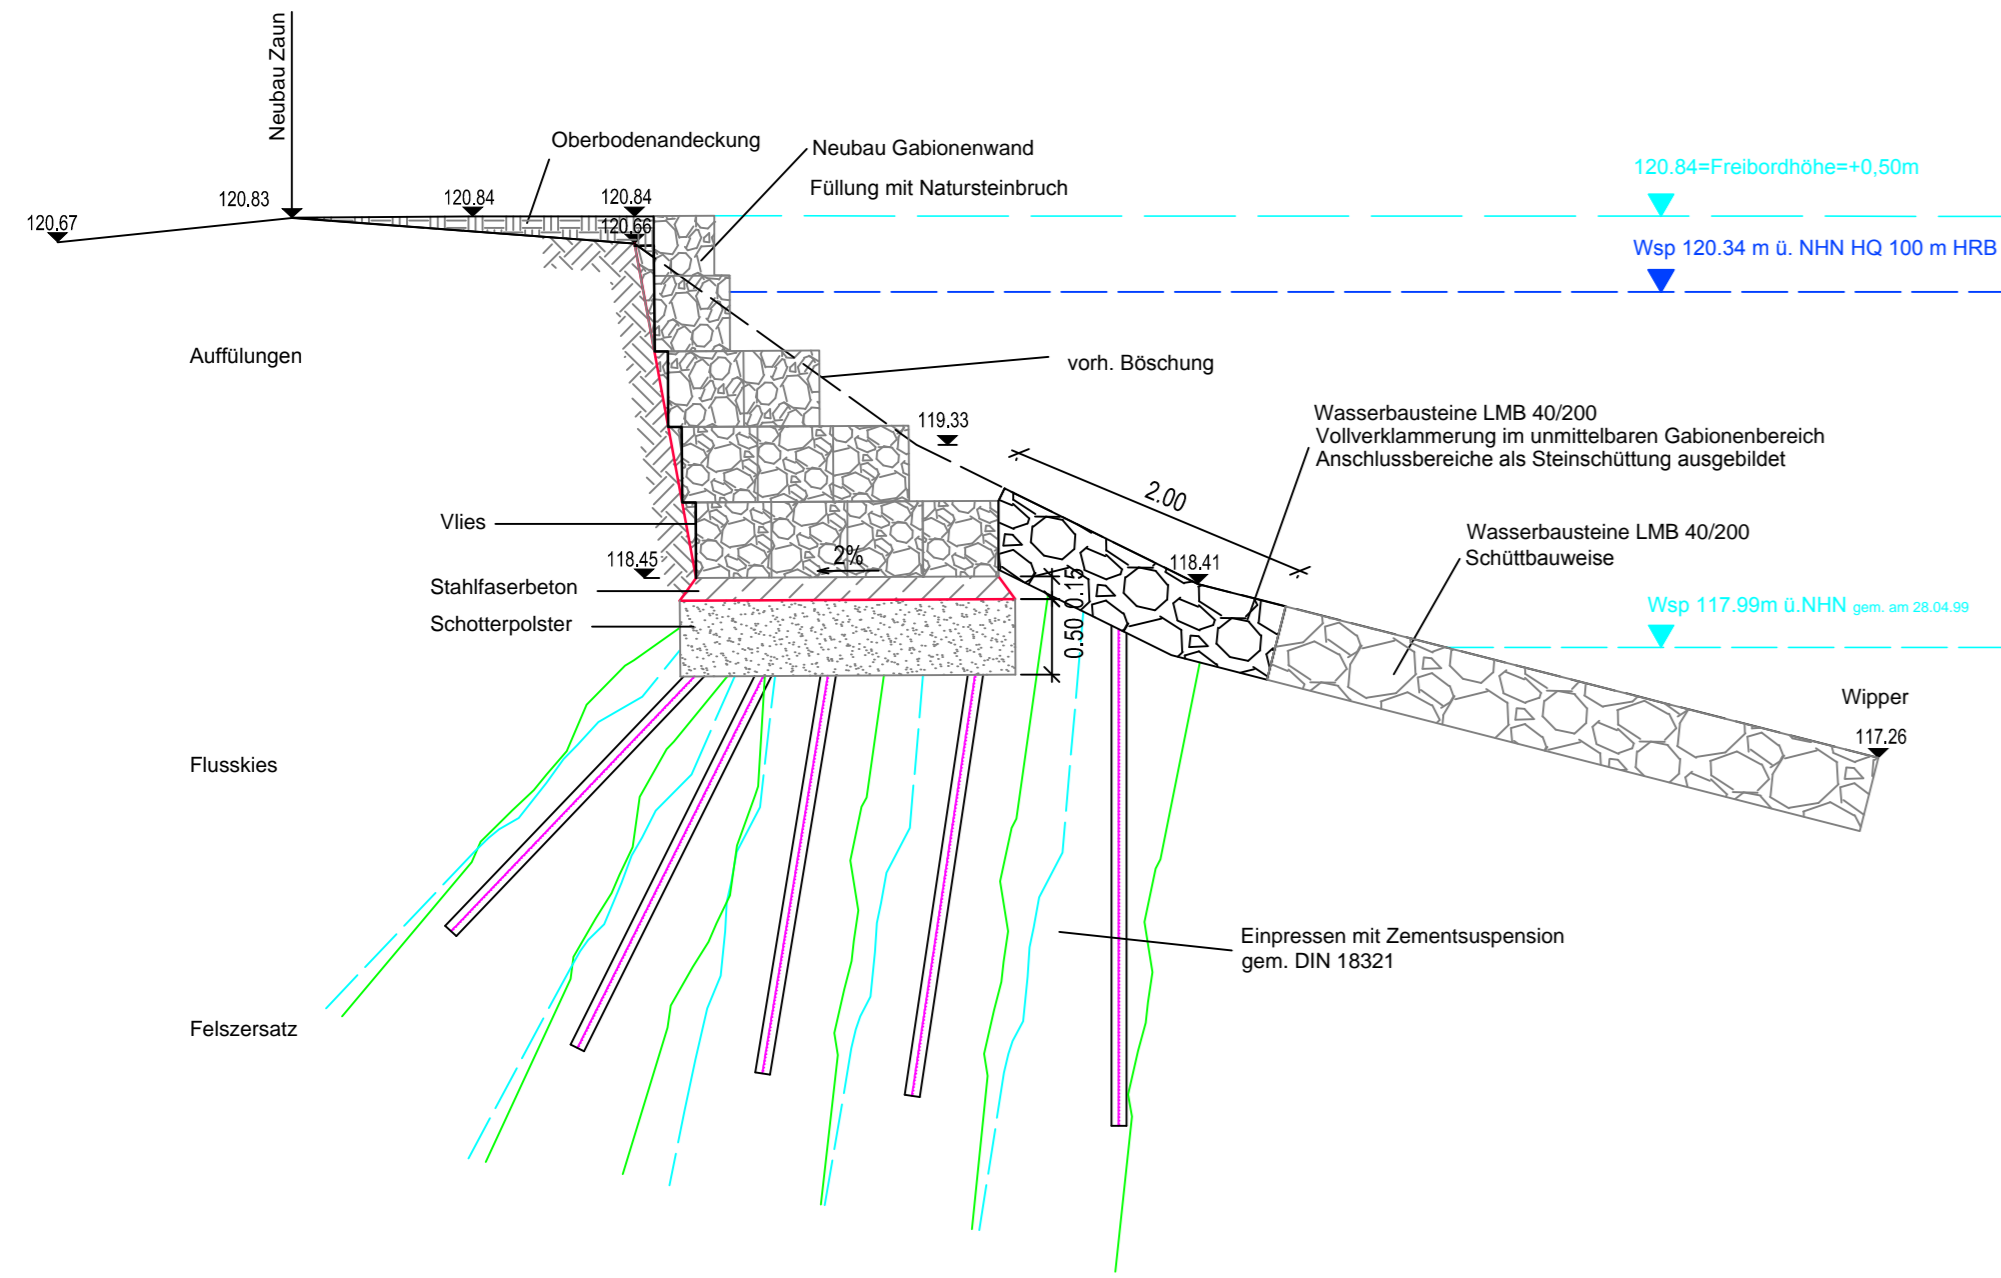 Neubau Zaun
Oberbodenandeckung
Neubau Gabionenwand
Füllung mit Natursteinbruch
120.84=Freibordhöhe=+0,50m
120.83
120.84
120.84
120.67
120.66
Wsp 120.34 m ü. NHN HQ 100 m HRB
Auffülungen
vorh. Böschung
119.33
Wasserbausteine LMB 40/200
Vollverklammerung im unmittelbaren Gabionenbereich
Anschlussbereiche als Steinschüttung ausgebildet
2.00
Vlies
Wasserbausteine LMB 40/200
Schüttbauweise
118.45
2%
118.41
Stahlfaserbeton
0.15
Wsp 117.99m ü.NHN gem. am 28.04.99
Schotterpolster
0.50
Wipper
117.26
Flusskies
Einpressen mit Zementsuspension
gem. DIN 18321
Felszersatz